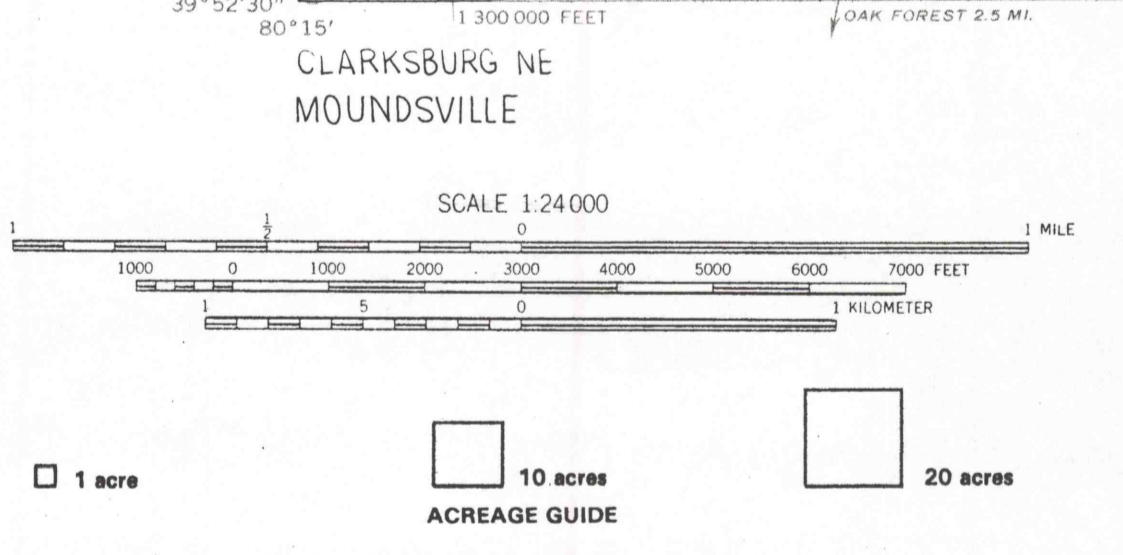 39°52'30"
80°15'
1 300 000 FEET
OAK FOREST 2.5 MI.
CLARKSBURG NE
MOUNDSVILLE
SCALE 1:24 000
1 1/2 0 1 MILE
1000 0 1000 2000 3000 4000 5000 6000 7000 FEET
1 5 0 1 KILOMETER
1 acre
10 acres
20 acres
ACREAGE GUIDE